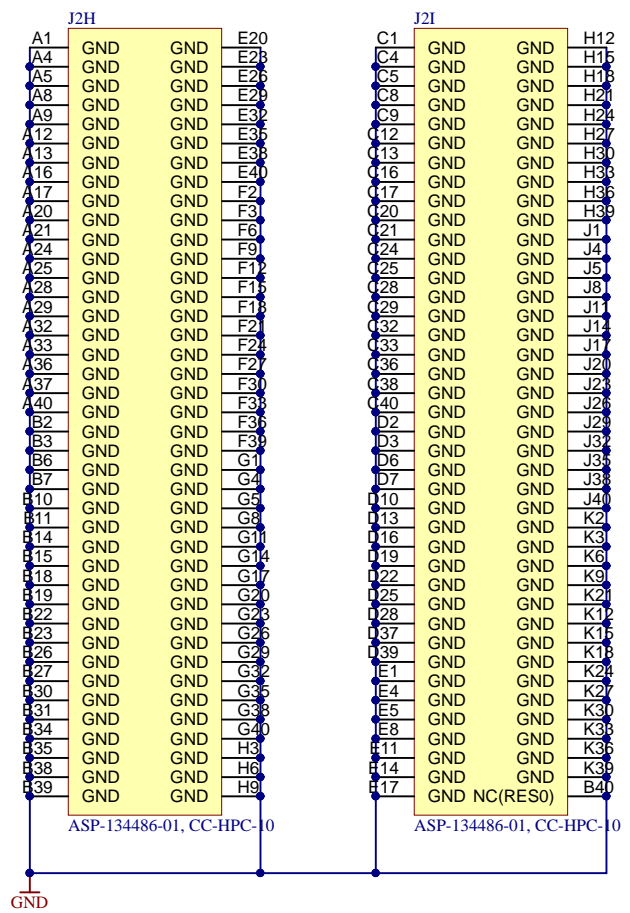 J2H
A1 GND GND E20
A4 GND GND E23
A5 GND GND E26
A8 GND GND E29
A9 GND GND E32
A12 GND GND E35
A13 GND GND E38
A16 GND GND E40
A17 GND GND F2
A20 GND GND F3
A21 GND GND F6
A24 GND GND F9
A25 GND GND F12
A28 GND GND F15
A29 GND GND F18
A32 GND GND F21
A33 GND GND F24
A36 GND GND F27
A37 GND GND F30
A40 GND GND F33
B2 GND GND F36
B3 GND GND F39
B6 GND GND G1
B7 GND GND G4
B10 GND GND G5
B11 GND GND G8
B14 GND GND G11
B15 GND GND G14
B18 GND GND G17
B19 GND GND G20
B22 GND GND G23
B23 GND GND G26
B26 GND GND G29
B27 GND GND G32
B30 GND GND G35
B31 GND GND G38
B34 GND GND G40
B35 GND GND H3
B38 GND GND H6
B39 GND GND H9
ASP-134486-01, CC-HPC-10
GND
J2I
C1 GND GND H12
C4 GND GND H15
C5 GND GND H18
C8 GND GND H21
C9 GND GND H24
C12 GND GND H27
C13 GND GND H30
C16 GND GND H33
C17 GND GND H36
C20 GND GND H39
C21 GND GND J1
C24 GND GND J4
C25 GND GND J5
C28 GND GND J8
C29 GND GND J11
C32 GND GND J14
C33 GND GND J17
C36 GND GND J20
C38 GND GND J23
C40 GND GND J26
D2 GND GND J29
D3 GND GND J32
D6 GND GND J35
D7 GND GND J38
D10 GND GND J40
D13 GND GND K2
D16 GND GND K3
D19 GND GND K6
D22 GND GND K9
D25 GND GND K21
D28 GND GND K12
D37 GND GND K15
D39 GND GND K18
E1 GND GND K24
E4 GND GND K27
E5 GND GND K30
E8 GND GND K33
E11 GND GND K36
E14 GND GND K39
E17 GND NC(RES0) B40
ASP-134486-01, CC-HPC-10